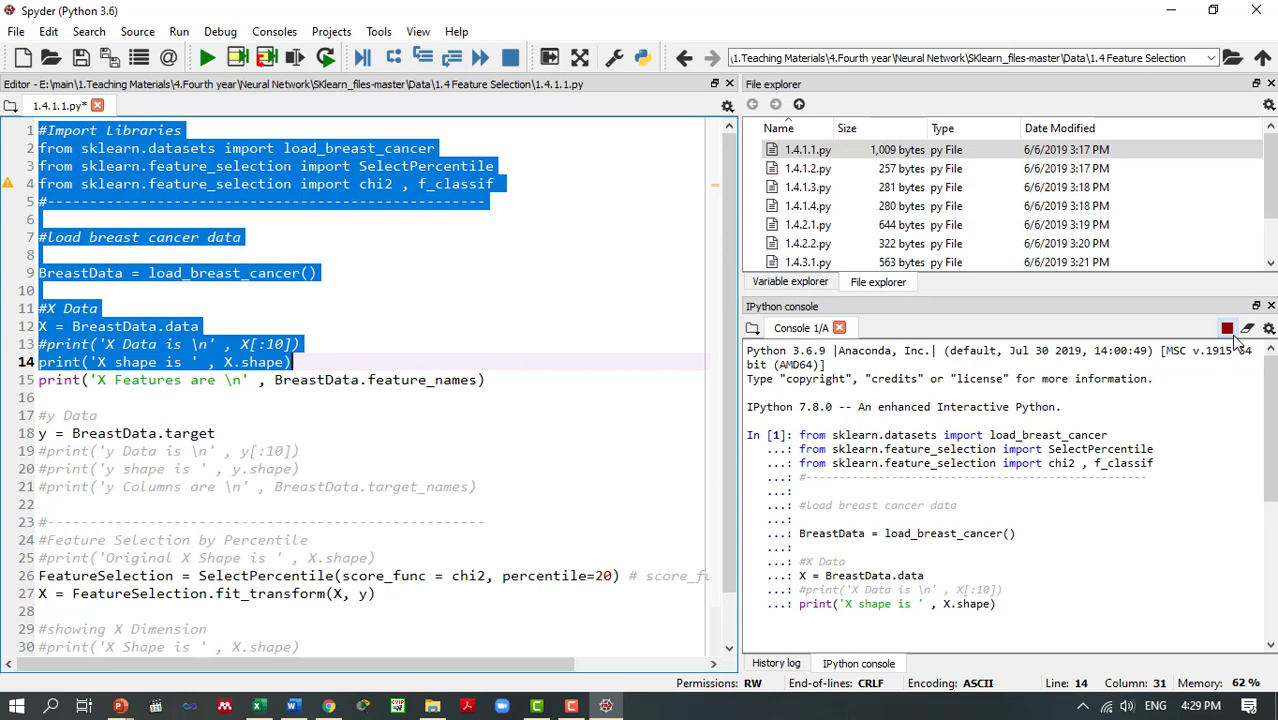 Spyder (Python 3.6)
File Edit Search Source Run Debug Consoles Projects Tools View Help
\1.Teaching Materials\4.Fourth year\Neural Network\SKlearn_files-master\Data\1.4 Feature Selection
Editor - E:\main\1.Teaching Materials\4.Fourth year\Neural Network\SKlearn_files-master\Data\1.4 Feature Selection\1.4.1.1.py
1.4.1.1.py*
1 #Import Libraries
2 from sklearn.datasets import load_breast_cancer
3 from sklearn.feature_selection import SelectPercentile
4 from sklearn.feature_selection import chi2 , f_classif
5 #----------------------------------------------------
6
7 #load breast cancer data
8
9 BreastData = load_breast_cancer()
10
11 #X Data
12 X = BreastData.data
13 #print('X Data is \n' , X[:10])
14 print('X shape is ' , X.shape)
15 print('X Features are \n' , BreastData.feature_names)
16
17 #y Data
18 y = BreastData.target
19 #print('y Data is \n' , y[:10])
20 #print('y shape is ' , y.shape)
21 #print('y Columns are \n' , BreastData.target_names)
22
23 #----------------------------------------------------
24 #Feature Selection by Percentile
25 #print('Original X Shape is ' , X.shape)
26 FeatureSelection = SelectPercentile(score_func = chi2, percentile=20) # score_fu
27 X = FeatureSelection.fit_transform(X, y)
28
29 #showing X Dimension
30 #print('X Shape is ' , X.shape)
File explorer
Name Size Type Date Modified
1.4.1.1.py 1,009 bytes py File 6/6/2019 3:17 PM
1.4.1.2.py 257 bytes py File 6/6/2019 3:17 PM
1.4.1.3.py 281 bytes py File 6/6/2019 3:18 PM
1.4.1.4.py 280 bytes py File 6/6/2019 3:18 PM
1.4.2.1.py 644 bytes py File 6/6/2019 3:19 PM
1.4.2.2.py 322 bytes py File 6/6/2019 3:20 PM
1.4.3.1.py 563 bytes py File 6/6/2019 3:21 PM
Variable explorer File explorer
IPython console
Console 1/A
Python 3.6.9 |Anaconda, Inc.| (default, Jul 30 2019, 14:00:49) [MSC v.1915 64
bit (AMD64)]
Type "copyright", "credits" or "license" for more information.
IPython 7.8.0 -- An enhanced Interactive Python.
In [1]: from sklearn.datasets import load_breast_cancer
...: from sklearn.feature_selection import SelectPercentile
...: from sklearn.feature_selection import chi2 , f_classif
...: #----------------------------------------------------
...:
...: #load breast cancer data
...:
...: BreastData = load_breast_cancer()
...:
...: #X Data
...: X = BreastData.data
...: #print('X Data is \n' , X[:10])
...: print('X shape is ' , X.shape)
History log IPython console
Permissions: RW End-of-lines: CRLF Encoding: ASCII Line: 14 Column: 31 Memory: 62 %
4:29 PM